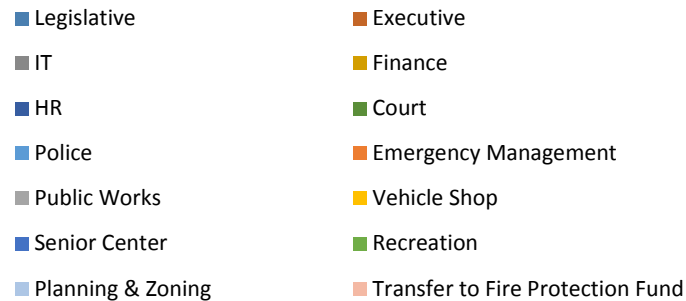 Legislative
Executive
IT
Finance
HR
Court
Police
Emergency Management
Public Works
Vehicle Shop
Senior Center
Recreation
Planning & Zoning
Transfer to Fire Protection Fund